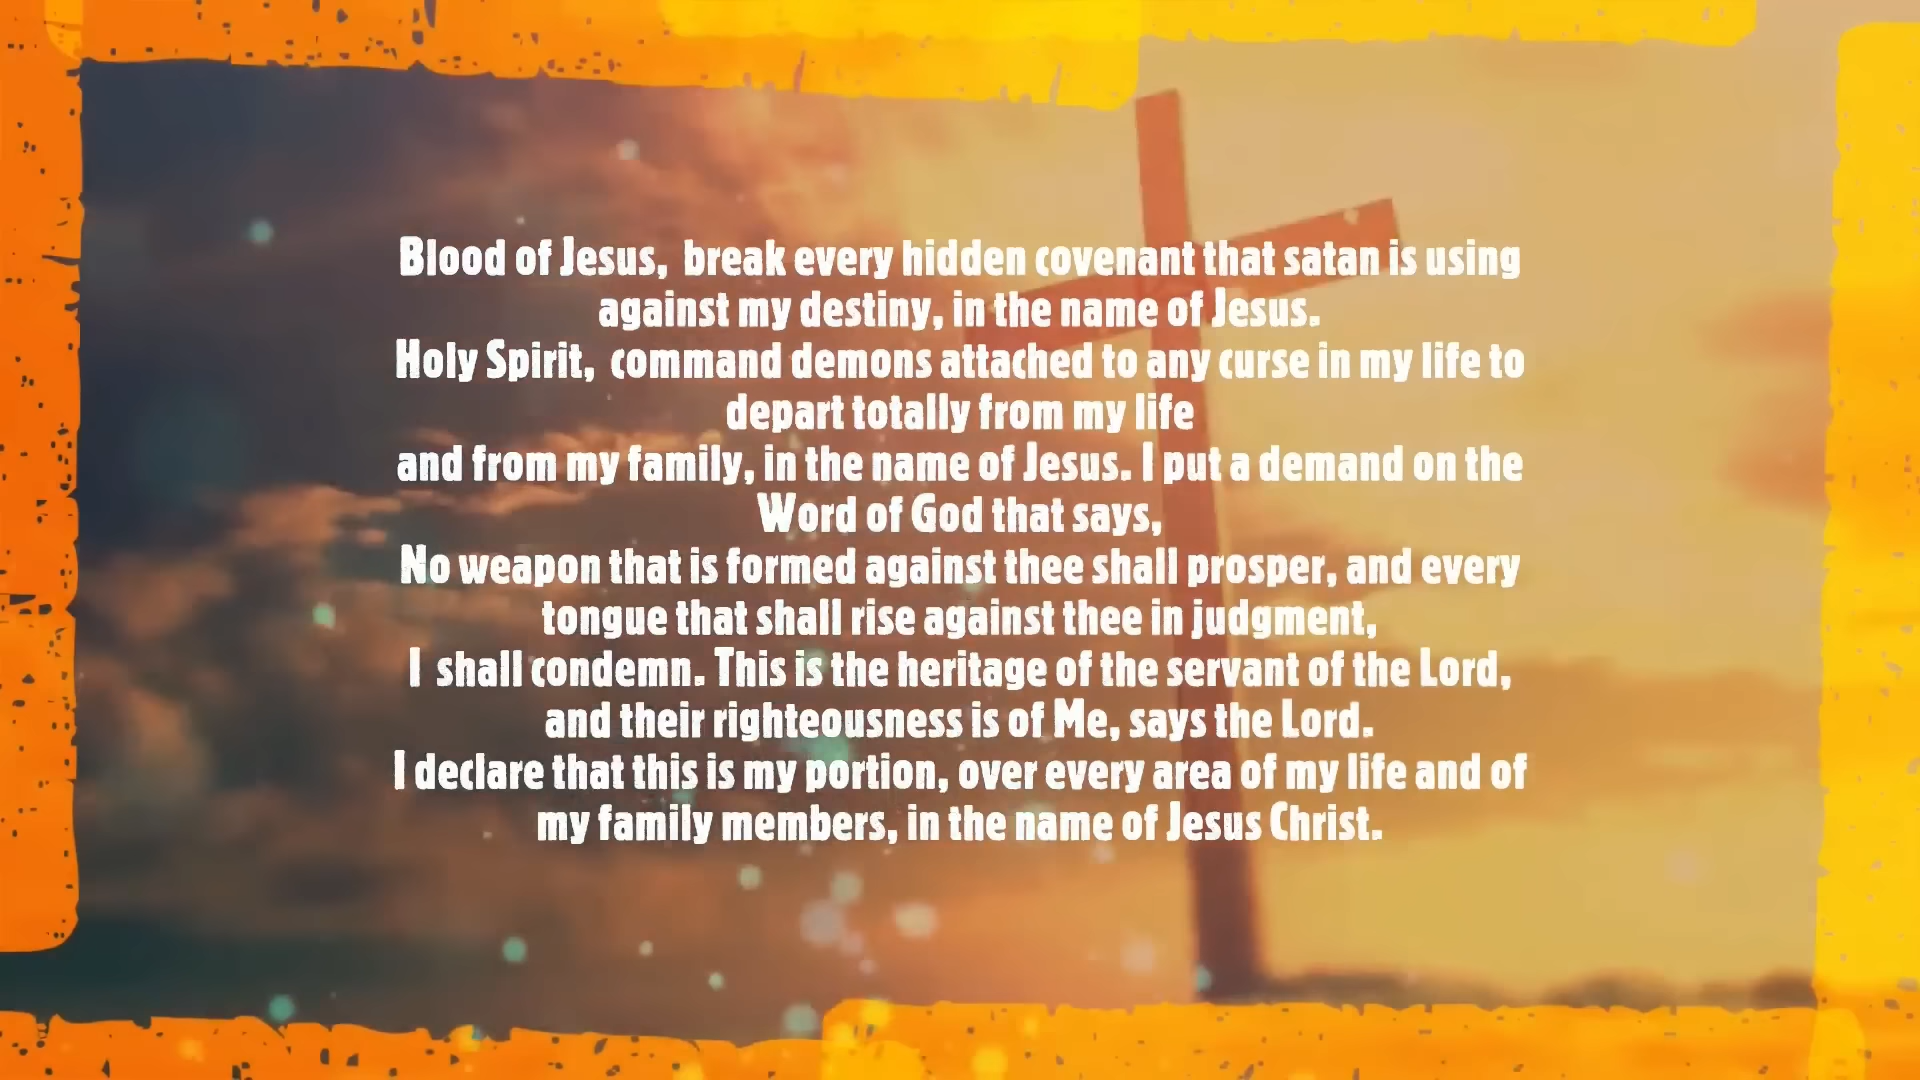 Blood of Jesus, break every hidden covenant that satan is using
against my destiny, in the name of Jesus.
Holy Spirit, command demons attached to any curse in my life to
depart totally from my life
and from my family, in the name of Jesus. I put a demand on the
Word of God that says,
No weapon that is formed against thee shall prosper, and every
tongue that shall rise against thee in judgment,
I shall condemn. This is the heritage of the servant of the Lord,
and their righteousness is of Me, says the Lord.
I declare that this is my portion, over every area of my life and of
my family members, in the name of Jesus Christ.